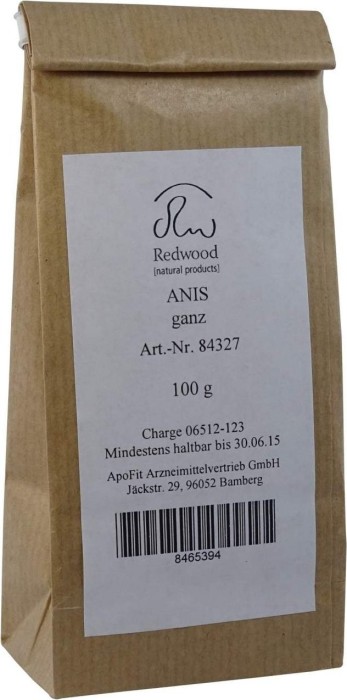 Redwood
[natural products]
ANIS
ganz
Art.-Nr. 84327
100 g
Charge 06512-123
Mindestens haltbar bis 30.06.15
ApoFit Arzneimittelvertrieb GmbH
Jäckstr. 29, 96052 Bamberg
8465394